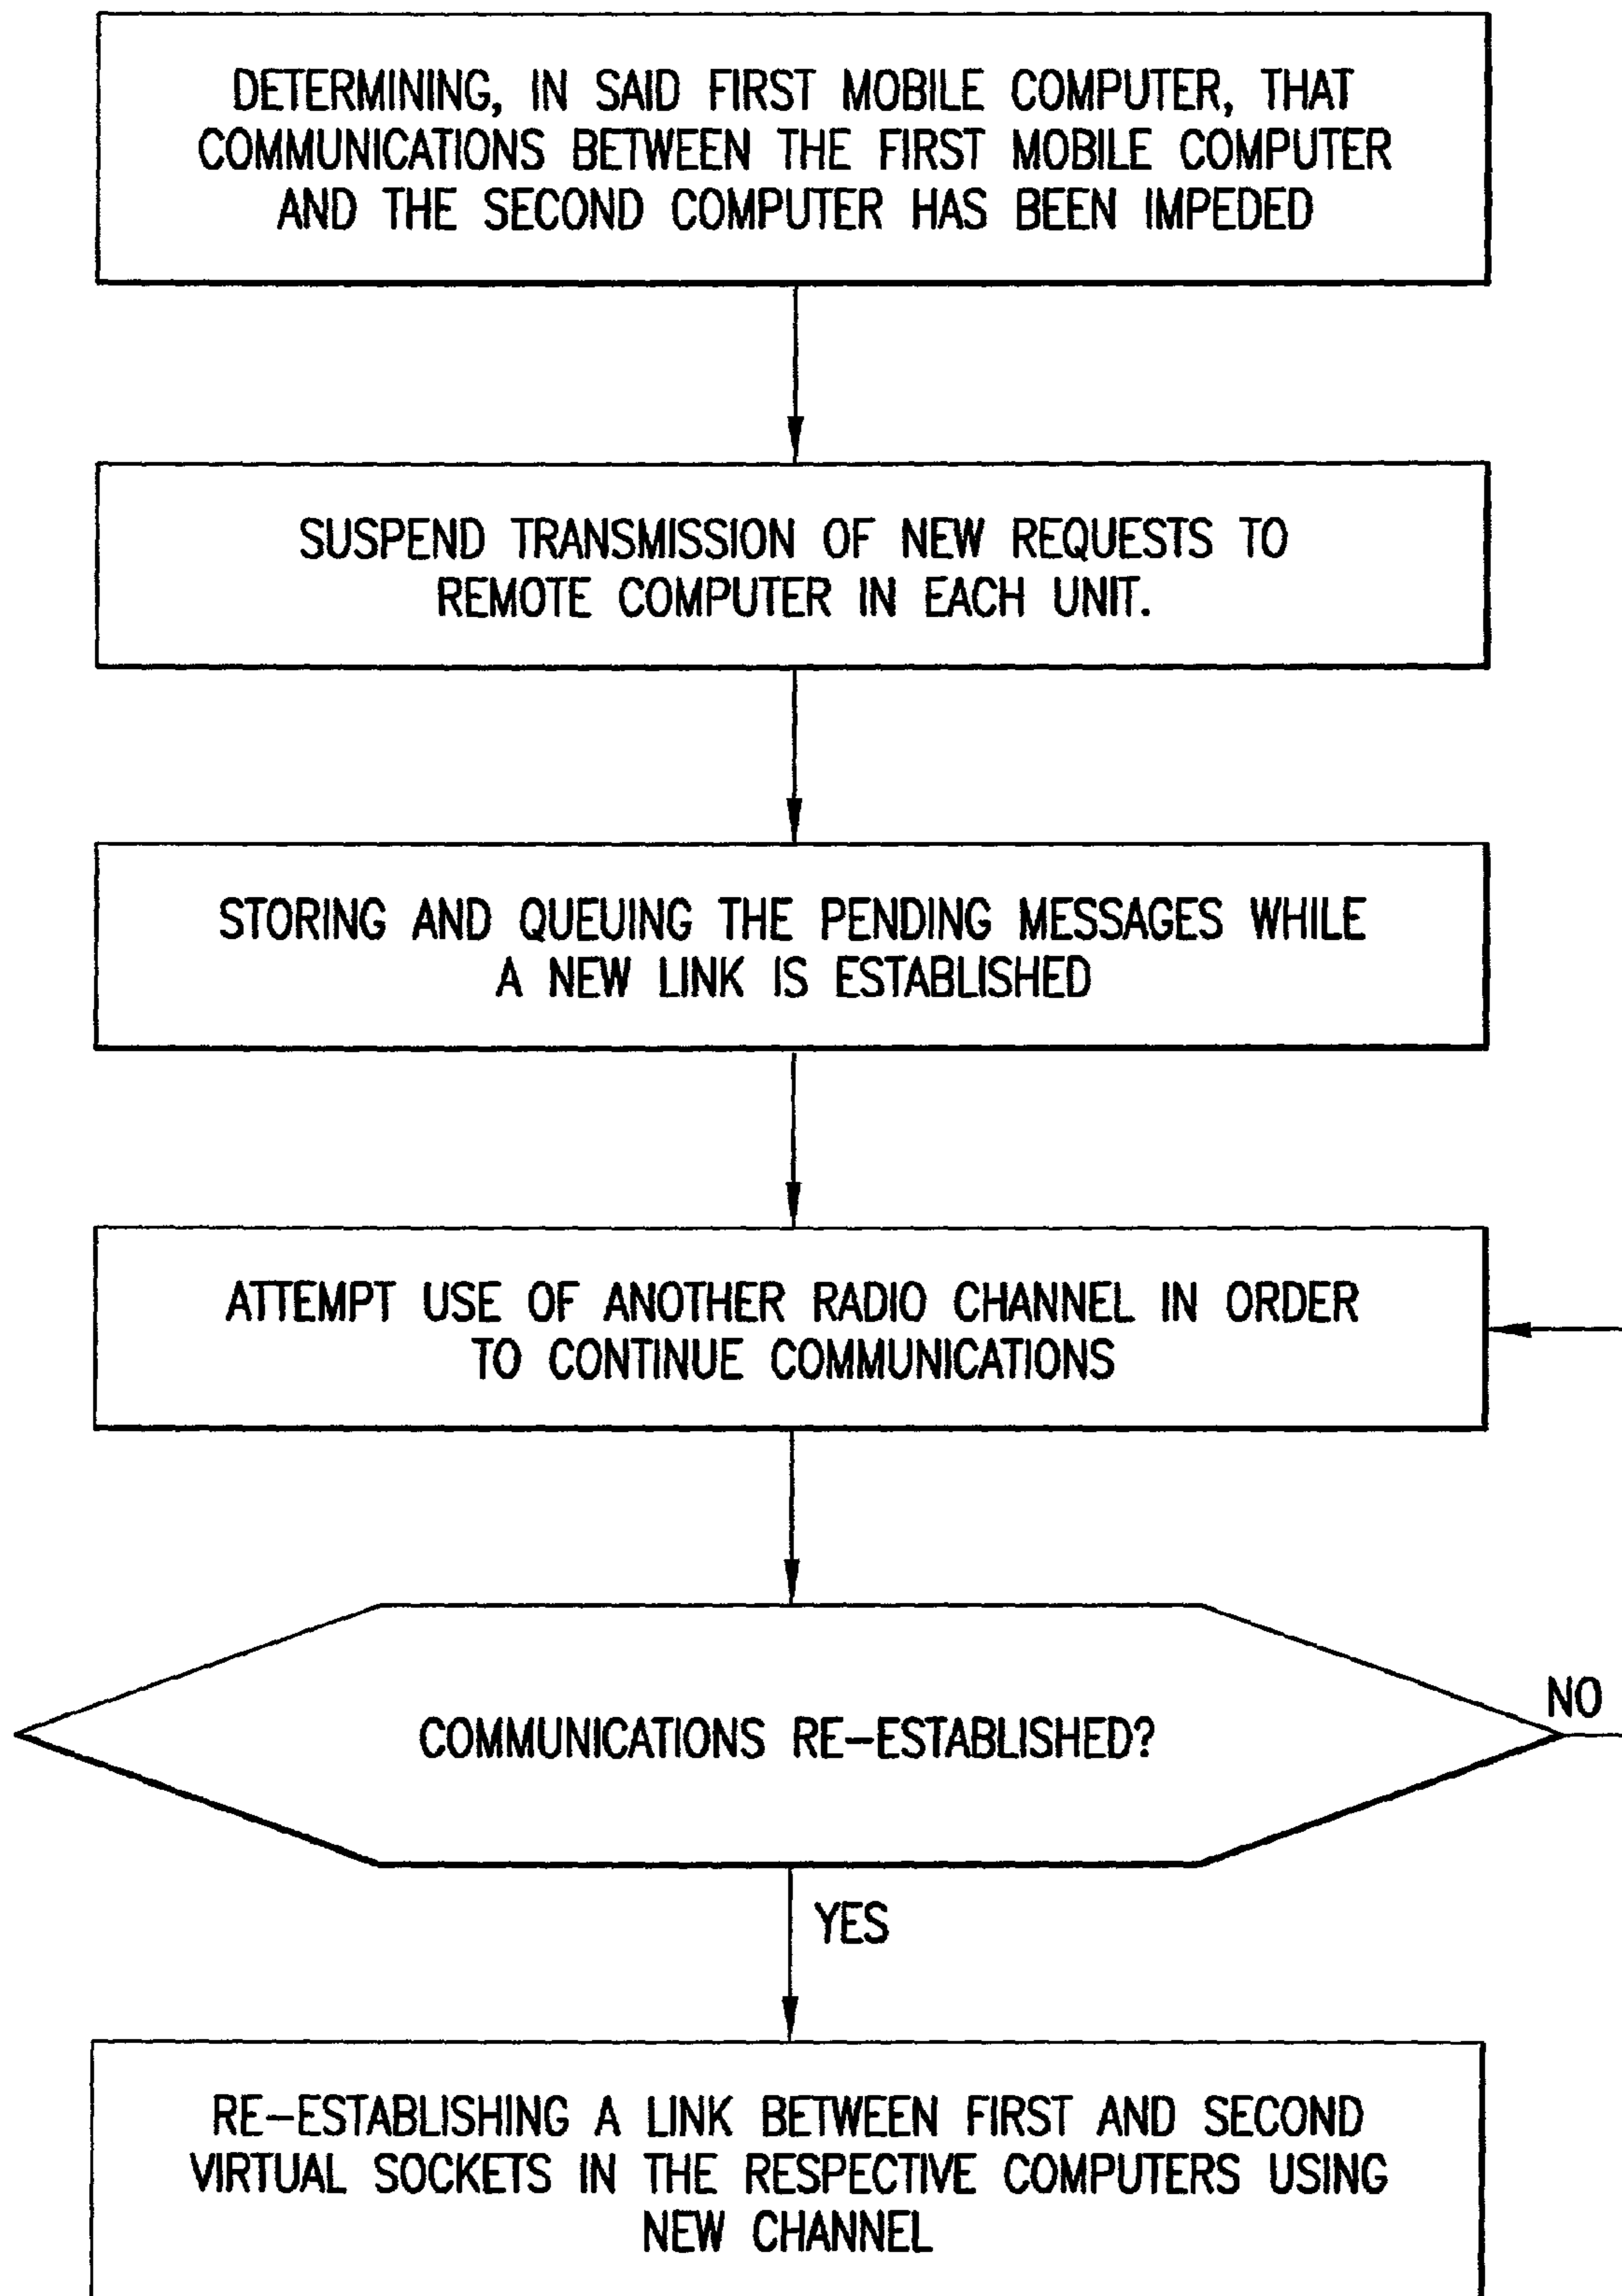 DETERMINING, IN SAID FIRST MOBILE COMPUTER, THAT
COMMUNICATIONS BETWEEN THE FIRST MOBILE COMPUTER
AND THE SECOND COMPUTER HAS BEEN IMPEDED
SUSPEND TRANSMISSION OF NEW REQUESTS TO
REMOTE COMPUTER IN EACH UNIT.
STORING AND QUEUING THE PENDING MESSAGES WHILE
A NEW LINK IS ESTABLISHED
ATTEMPT USE OF ANOTHER RADIO CHANNEL IN ORDER
TO CONTINUE COMMUNICATIONS
COMMUNICATIONS RE-ESTABLISHED?
NO
YES
RE-ESTABLISHING A LINK BETWEEN FIRST AND SECOND
VIRTUAL SOCKETS IN THE RESPECTIVE COMPUTERS USING
NEW CHANNEL